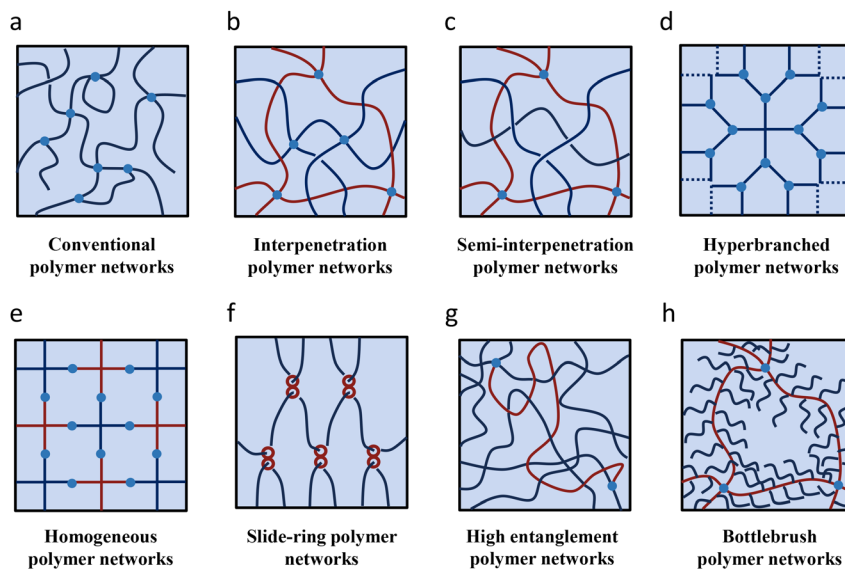 a
b
c
d
Conventional
polymer networks
Interpenetration
polymer networks
Semi-interpenetration
polymer networks
Hyperbranched
polymer networks
e
f
g
h
Homogeneous
polymer networks
Slide-ring polymer
networks
High entanglement
polymer networks
Bottlebrush
polymer networks